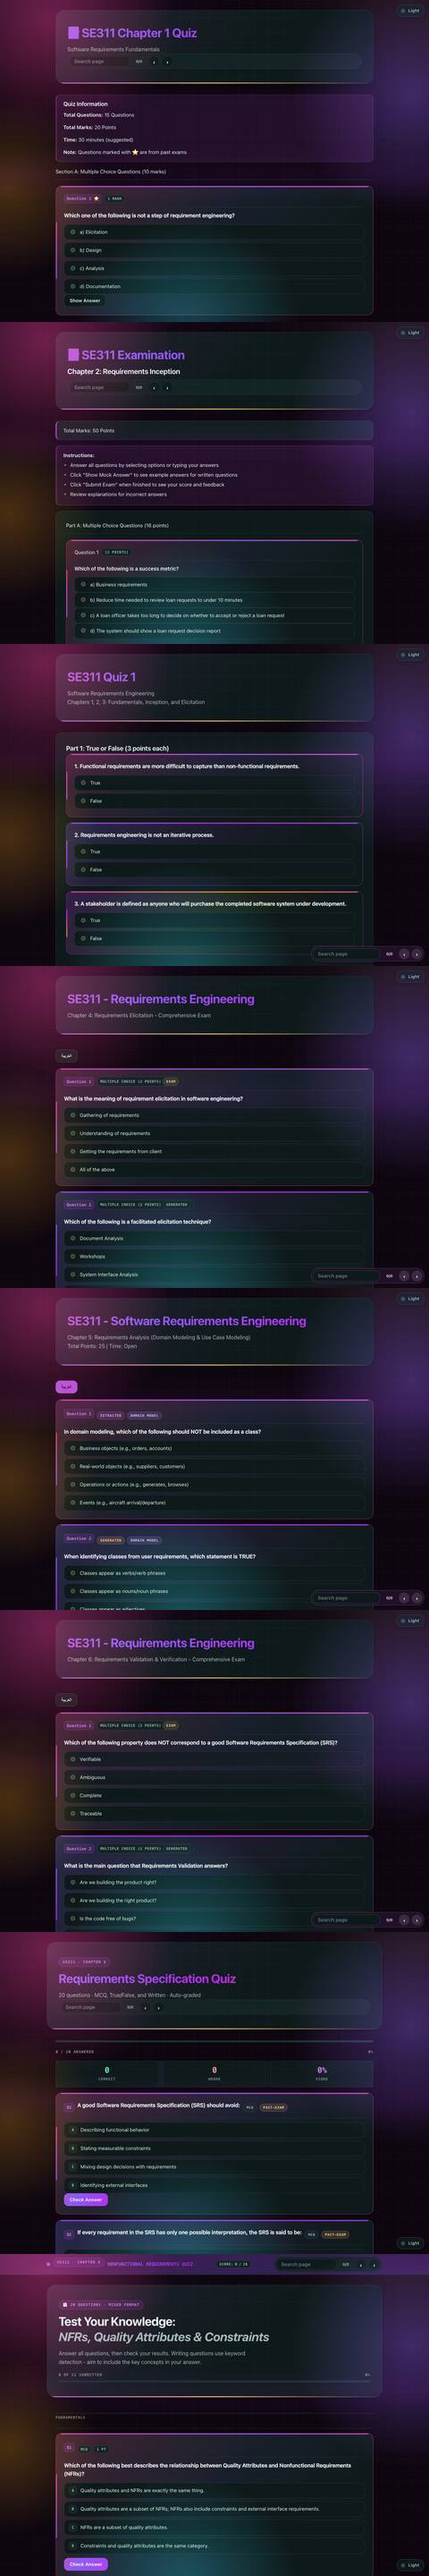 Light
SE311 Chapter 1 Quiz
Software Requirements Fundamentals
Search page 0/0
Quiz Information
Total Questions: 15 Questions
Total Marks: 20 Points
Time: 30 minutes (suggested)
Note: Questions marked with ⭐ are from past exams
Section A: Multiple Choice Questions (10 marks)
Question 1 ⭐ 1 MARK
Which one of the following is not a step of requirement engineering?
a) Elicitation
b) Design
c) Analysis
d) Documentation
Show Answer
Light
SE311 Examination
Chapter 2: Requirements Inception
Search page 0/0
Total Marks: 50 Points
Instructions:
• Answer all questions by selecting options or typing your answers
• Click "Show Mock Answer" to see example answers for written questions
• Click "Submit Exam" when finished to see your score and feedback
• Review explanations for incorrect answers
Part A: Multiple Choice Questions (16 points)
Question 1 [2 POINTS]
Which of the following is a success metric?
a) Business requirements
b) Reduce time needed to review loan requests to under 10 minutes
c) A loan officer takes too long to decide on whether to accept or reject a loan request
d) The system should show a loan request decision report
Light
SE311 Quiz 1
Software Requirements Engineering
Chapters 1, 2, 3: Fundamentals, Inception, and Elicitation
Part 1: True or False (3 points each)
1. Functional requirements are more difficult to capture than non-functional requirements.
True
False
2. Requirements engineering is not an iterative process.
True
False
3. A stakeholder is defined as anyone who will purchase the completed software system under development.
True
False
Search page 0/0
Light
SE311 - Requirements Engineering
Chapter 4: Requirements Elicitation - Comprehensive Exam
العربية
Question 1 MULTIPLE CHOICE (2 POINTS) EXAM
What is the meaning of requirement elicitation in software engineering?
Gathering of requirements
Understanding of requirements
Getting the requirements from client
All of the above
Question 2 MULTIPLE CHOICE (2 POINTS) GENERATED
Which of the following is a facilitated elicitation technique?
Document Analysis
Workshops
System Interface Analysis
Search page 0/0
Light
SE311 - Software Requirements Engineering
Chapter 5: Requirements Analysis (Domain Modeling & Use Case Modeling)
Total Points: 25 | Time: Open
العربية
Question 1 EXTRACTED DOMAIN MODEL
In domain modeling, which of the following should NOT be included as a class?
Business objects (e.g., orders, accounts)
Real-world objects (e.g., suppliers, customers)
Operations or actions (e.g., generates, browses)
Events (e.g., aircraft arrival/departure)
Question 2 GENERATED DOMAIN MODEL
When identifying classes from user requirements, which statement is TRUE?
Classes appear as verbs/verb phrases
Classes appear as nouns/noun phrases
Classes appear as adjectives
Search page 0/0
Light
SE311 - Requirements Engineering
Chapter 6: Requirements Validation & Verification - Comprehensive Exam
العربية
Question 1 MULTIPLE CHOICE (2 POINTS) EXAM
Which of the following property does NOT correspond to a good Software Requirements Specification (SRS)?
Verifiable
Ambiguous
Complete
Traceable
Question 2 MULTIPLE CHOICE (2 POINTS) GENERATED
What is the main question that Requirements Validation answers?
Are we building the product right?
Are we building the right product?
Is the code free of bugs?
Search page 0/0
Requirements Specification Quiz
20 questions · MCQ, True/False, and Written · Auto-graded
Search page 0/0
0 / 20 ANSWERED 0%
0 0 0%
CORRECT WRONG SCORE
Q1 A good Software Requirements Specification (SRS) should avoid: MCQ PAST-EXAM
A Describing functional behavior
B Stating measurable constraints
C Mixing design decisions with requirements
D Identifying external interfaces
Check Answer
Q2 If every requirement in the SRS has only one possible interpretation, the SRS is said to be: MCQ PAST-EXAM
Light
NONFUNCTIONAL REQUIREMENTS QUIZ Search page 0/0
Test Your Knowledge:
NFRs, Quality Attributes & Constraints
Answer all questions, then check your results. Writing questions use keyword
detection – aim to include the key concepts in your answer.
0%
FUNDAMENTALS
Q1 MCQ 1 PT
Which of the following best describes the relationship between Quality Attributes and Nonfunctional Requirements
(NFRs)?
A Quality attributes and NFRs are exactly the same thing.
B Quality attributes are a subset of NFRs; NFRs also include constraints and external interface requirements.
C NFRs are a subset of quality attributes.
D Constraints and quality attributes are the same category.
Check Answer
Light